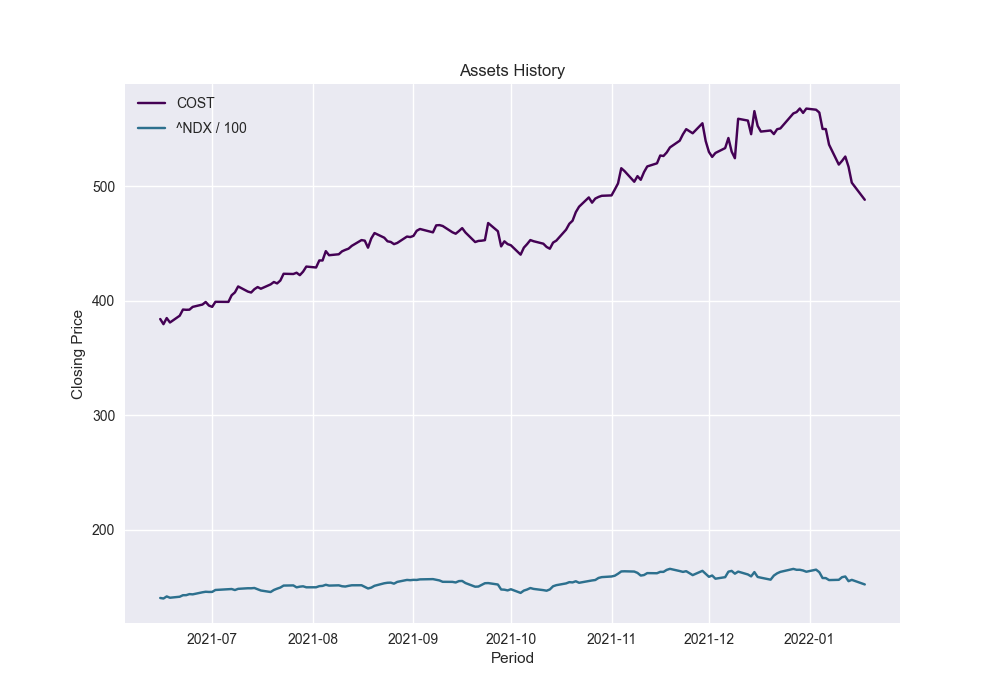 Assets History
COST
^NDX / 100
500
400
300
200
Closing Price
2021-07 2021-08 2021-09 2021-10 2021-11 2021-12 2022-01
Period